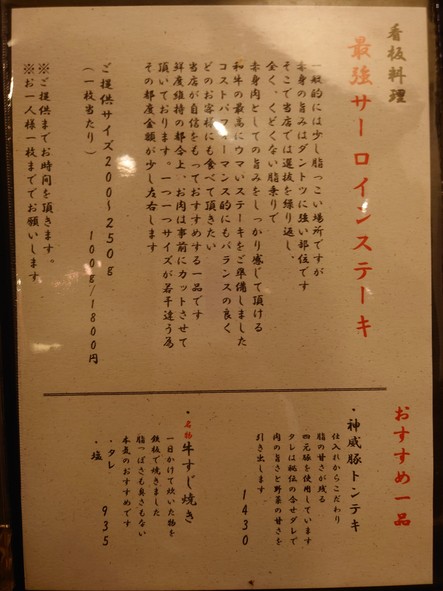 看板料理
最強サーロインステーキ
一般的には少し脂っこい場所ですが
赤身の旨みはダントツに強い部位です
そこで当店では選抜を繰り返し、
全く、くどくない脂乗りで
赤身肉としての旨みをしっかり感じて頂ける
和牛の最高にウマいステーキをご準備しました
コストパフォーマンス的にもバランスの良く
どのお客様にも食べて頂きたい
当店が自信をもっておすすめする一品です
鮮度維持の都合上、お肉は事前にカットさせて
頂いております。一つ一つサイズが若干違う為
その都度金額が少し左右します
ご提供サイズ200～250g
(一枚当たり)
100g/1800円
※ご提供までお時間を頂きます。
※お一人様一枚まででお願いします
おすすめ一品
・神威豚トンテキ
仕入れからこだわり
脂の甘さが残る
四元豚を使用しています
タレは秘伝の合せダレで
肉の旨さと野菜の甘さを
引き出します
1430
・名物牛すじ焼き
一日かけて炊いた物を
鉄板で焼きました
脂っぽさも臭さもない
本気のおすすめです
・タレ
・塩
935